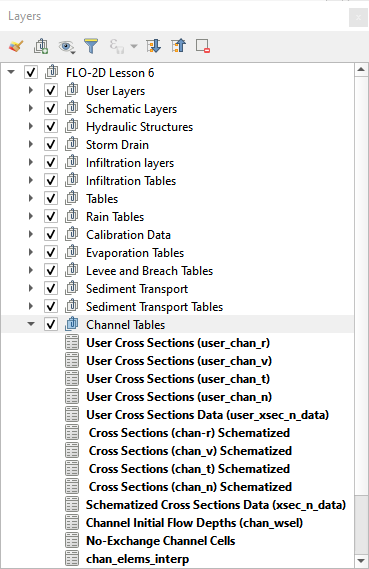 Layers
FLO-2D Lesson 6
User Layers
Schematic Layers
Hydraulic Structures
Storm Drain
Infiltration layers
Infiltration Tables
Tables
Rain Tables
Calibration Data
Evaporation Tables
Levee and Breach Tables
Sediment Transport
Sediment Transport Tables
Channel Tables
User Cross Sections (user_chan_r)
User Cross Sections (user_chan_v)
User Cross Sections (user_chan_t)
User Cross Sections (user_chan_n)
User Cross Sections Data (user_xsec_n_data)
Cross Sections (chan-r) Schematized
Cross Sections (chan_v) Schematized
Cross Sections (chan_t) Schematized
Cross Sections (chan_n) Schematized
Schematized Cross Sections Data (xsec_n_data)
Channel Initial Flow Depths (chan_wsel)
No-Exchange Channel Cells
chan_elems_interp